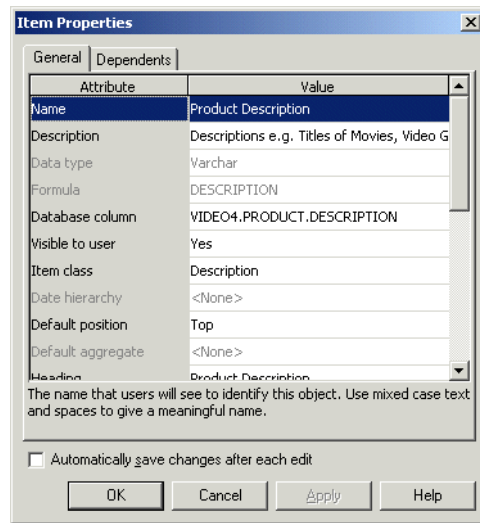 Item Properties
General Dependents
Attribute Value
Name Product Description
Description Descriptions e.g. Titles of Movies, Video G
Data type Varchar
Formula DESCRIPTION
Database column VIDEO4.PRODUCT.DESCRIPTION
Visible to user Yes
Item class Description
Date hierarchy <None>
Default position Top
Default aggregate <None>
Heading Product Description
The name that users will see to identify this object. Use mixed case text
and spaces to give a meaningful name.
Automatically save changes after each edit
OK Cancel Apply Help